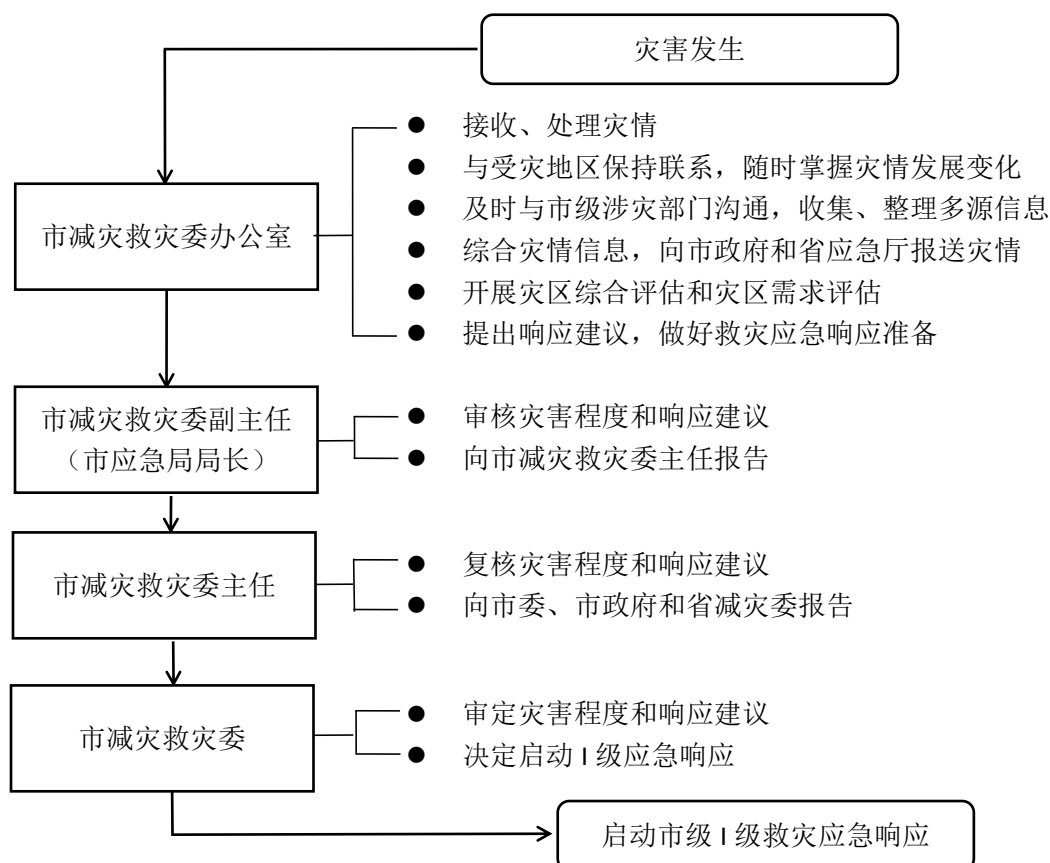 灾害发生
市减灾救灾委办公室
● 接收、处理灾情
● 与受灾地区保持联系，随时掌握灾情发展变化
● 及时与市级涉灾部门沟通，收集、整理多源信息
● 综合灾情信息，向市政府和省应急厅报送灾情
● 开展灾区综合评估和灾区需求评估
● 提出响应建议，做好救灾应急响应准备
市减灾救灾委副主任
（市应急局局长）
● 审核灾害程度和响应建议
● 向市减灾救灾委主任报告
市减灾救灾委主任
● 复核灾害程度和响应建议
● 向市委、市政府和省减灾委报告
市减灾救灾委
● 审定灾害程度和响应建议
● 决定启动 I 级应急响应
启动市级 I 级救灾应急响应